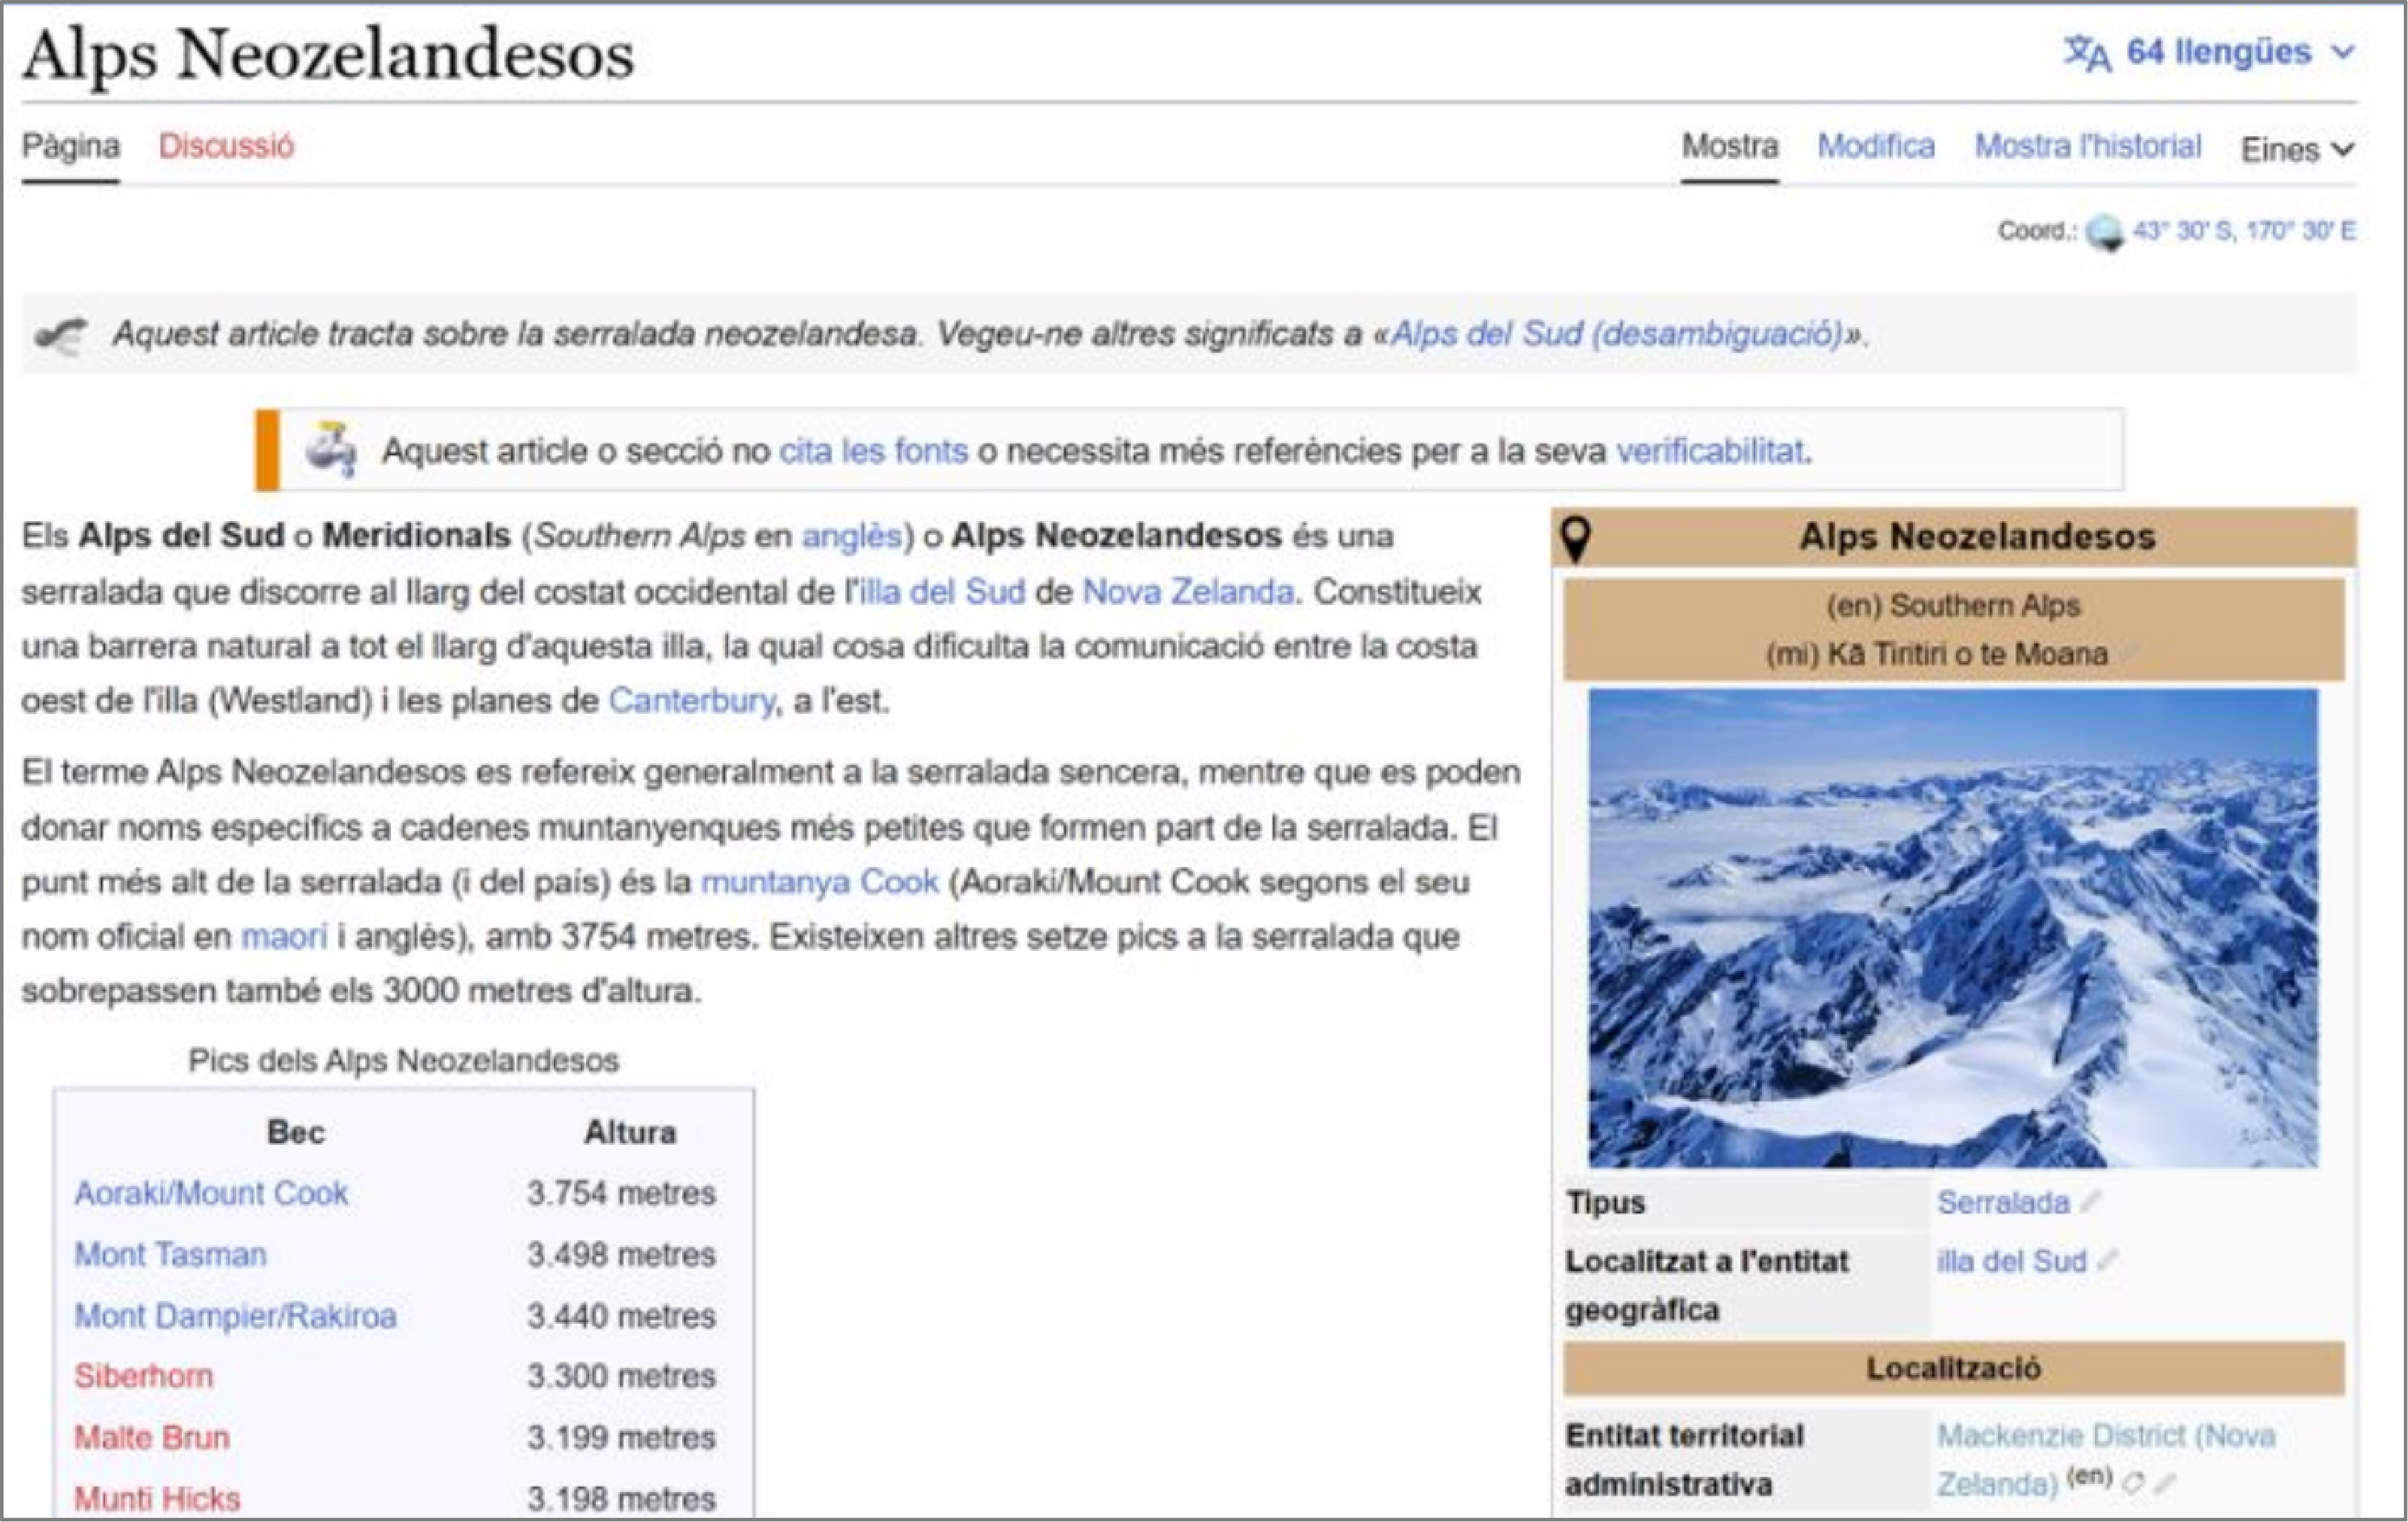 Alps Neozelandesos
64 llengües
Pàgina Discussió
Mostra Modifica Mostra l'historial Eines
Coord.: 43° 30′ S, 170° 30′ E
Aquest article tracta sobre la serralada neozelandesa. Vegeu-ne altres significats a «Alps del Sud (desambiguació)».
Aquest article o secció no cita les fonts o necessita més referències per a la seva verificabilitat.
Els Alps del Sud o Meridionals (Southern Alps en anglès) o Alps Neozelandesos és una
serralada que discorre al llarg del costat occidental de l'illa del Sud de Nova Zelanda. Constitueix
una barrera natural a tot el llarg d'aquesta illa, la qual cosa dificulta la comunicació entre la costa
oest de l'illa (Westland) i les planes de Canterbury, a l'est.
El terme Alps Neozelandesos es refereix generalment a la serralada sencera, mentre que es poden
donar noms específics a cadenes muntanyenques més petites que formen part de la serralada. El
punt més alt de la serralada (i del país) és la muntanya Cook (Aoraki/Mount Cook segons el seu
nom oficial en maori i anglès), amb 3754 metres. Existeixen altres setze pics a la serralada que
sobrepassen també els 3000 metres d'altura.
Pics dels Alps Neozelandesos
Bec Altura
Aoraki/Mount Cook 3.754 metres
Mont Tasman 3.498 metres
Mont Dampier/Rakiroa 3.440 metres
Siberhorn 3.300 metres
Malte Brun 3.199 metres
Munti Hicks 3.198 metres
Alps Neozelandesos
(en) Southern Alps
(mi) Kā Tiritiri o te Moana
Tipus Serralada
Localitzat a l'entitat illa del Sud
geogràfica
Localització
Entitat territorial Mackenzie District (Nova
administrativa Zelanda) (en)